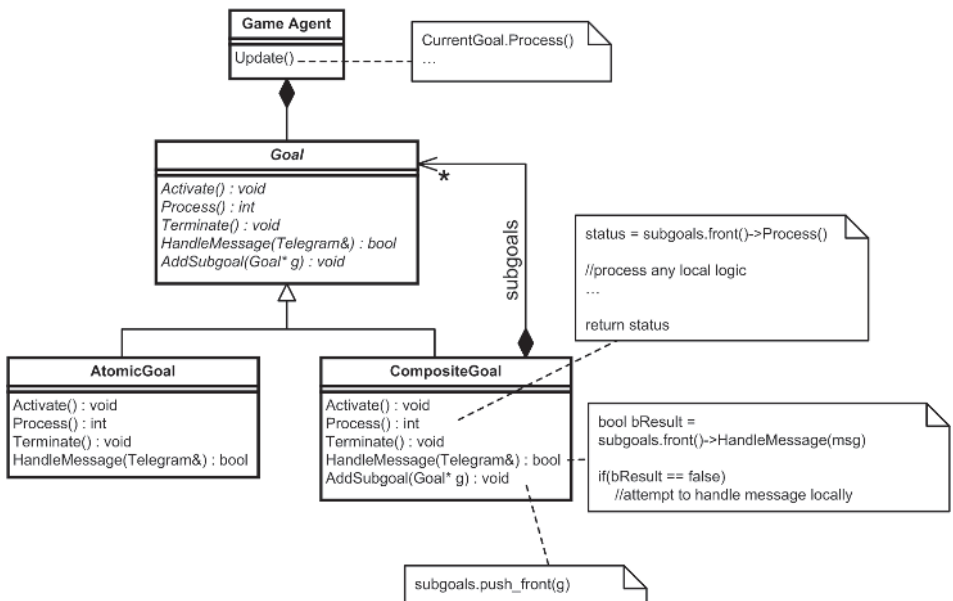 Game Agent
Update()
CurrentGoal.Process()
...
Goal
Activate() : void
Process() : int
Terminate() : void
HandleMessage(Telegram&) : bool
AddSubgoal(Goal* g) : void
*
subgoals
status = subgoals.front()->Process()
//process any local logic
...
return status
AtomicGoal
Activate() : void
Process() : int
Terminate() : void
HandleMessage(Telegram&) : bool
CompositeGoal
Activate() : void
Process() : int
Terminate() : void
HandleMessage(Telegram&) : bool
AddSubgoal(Goal* g) : void
bool bResult =
subgoals.front()->HandleMessage(msg)
if(bResult == false)
//attempt to handle message locally
subgoals.push_front(g)